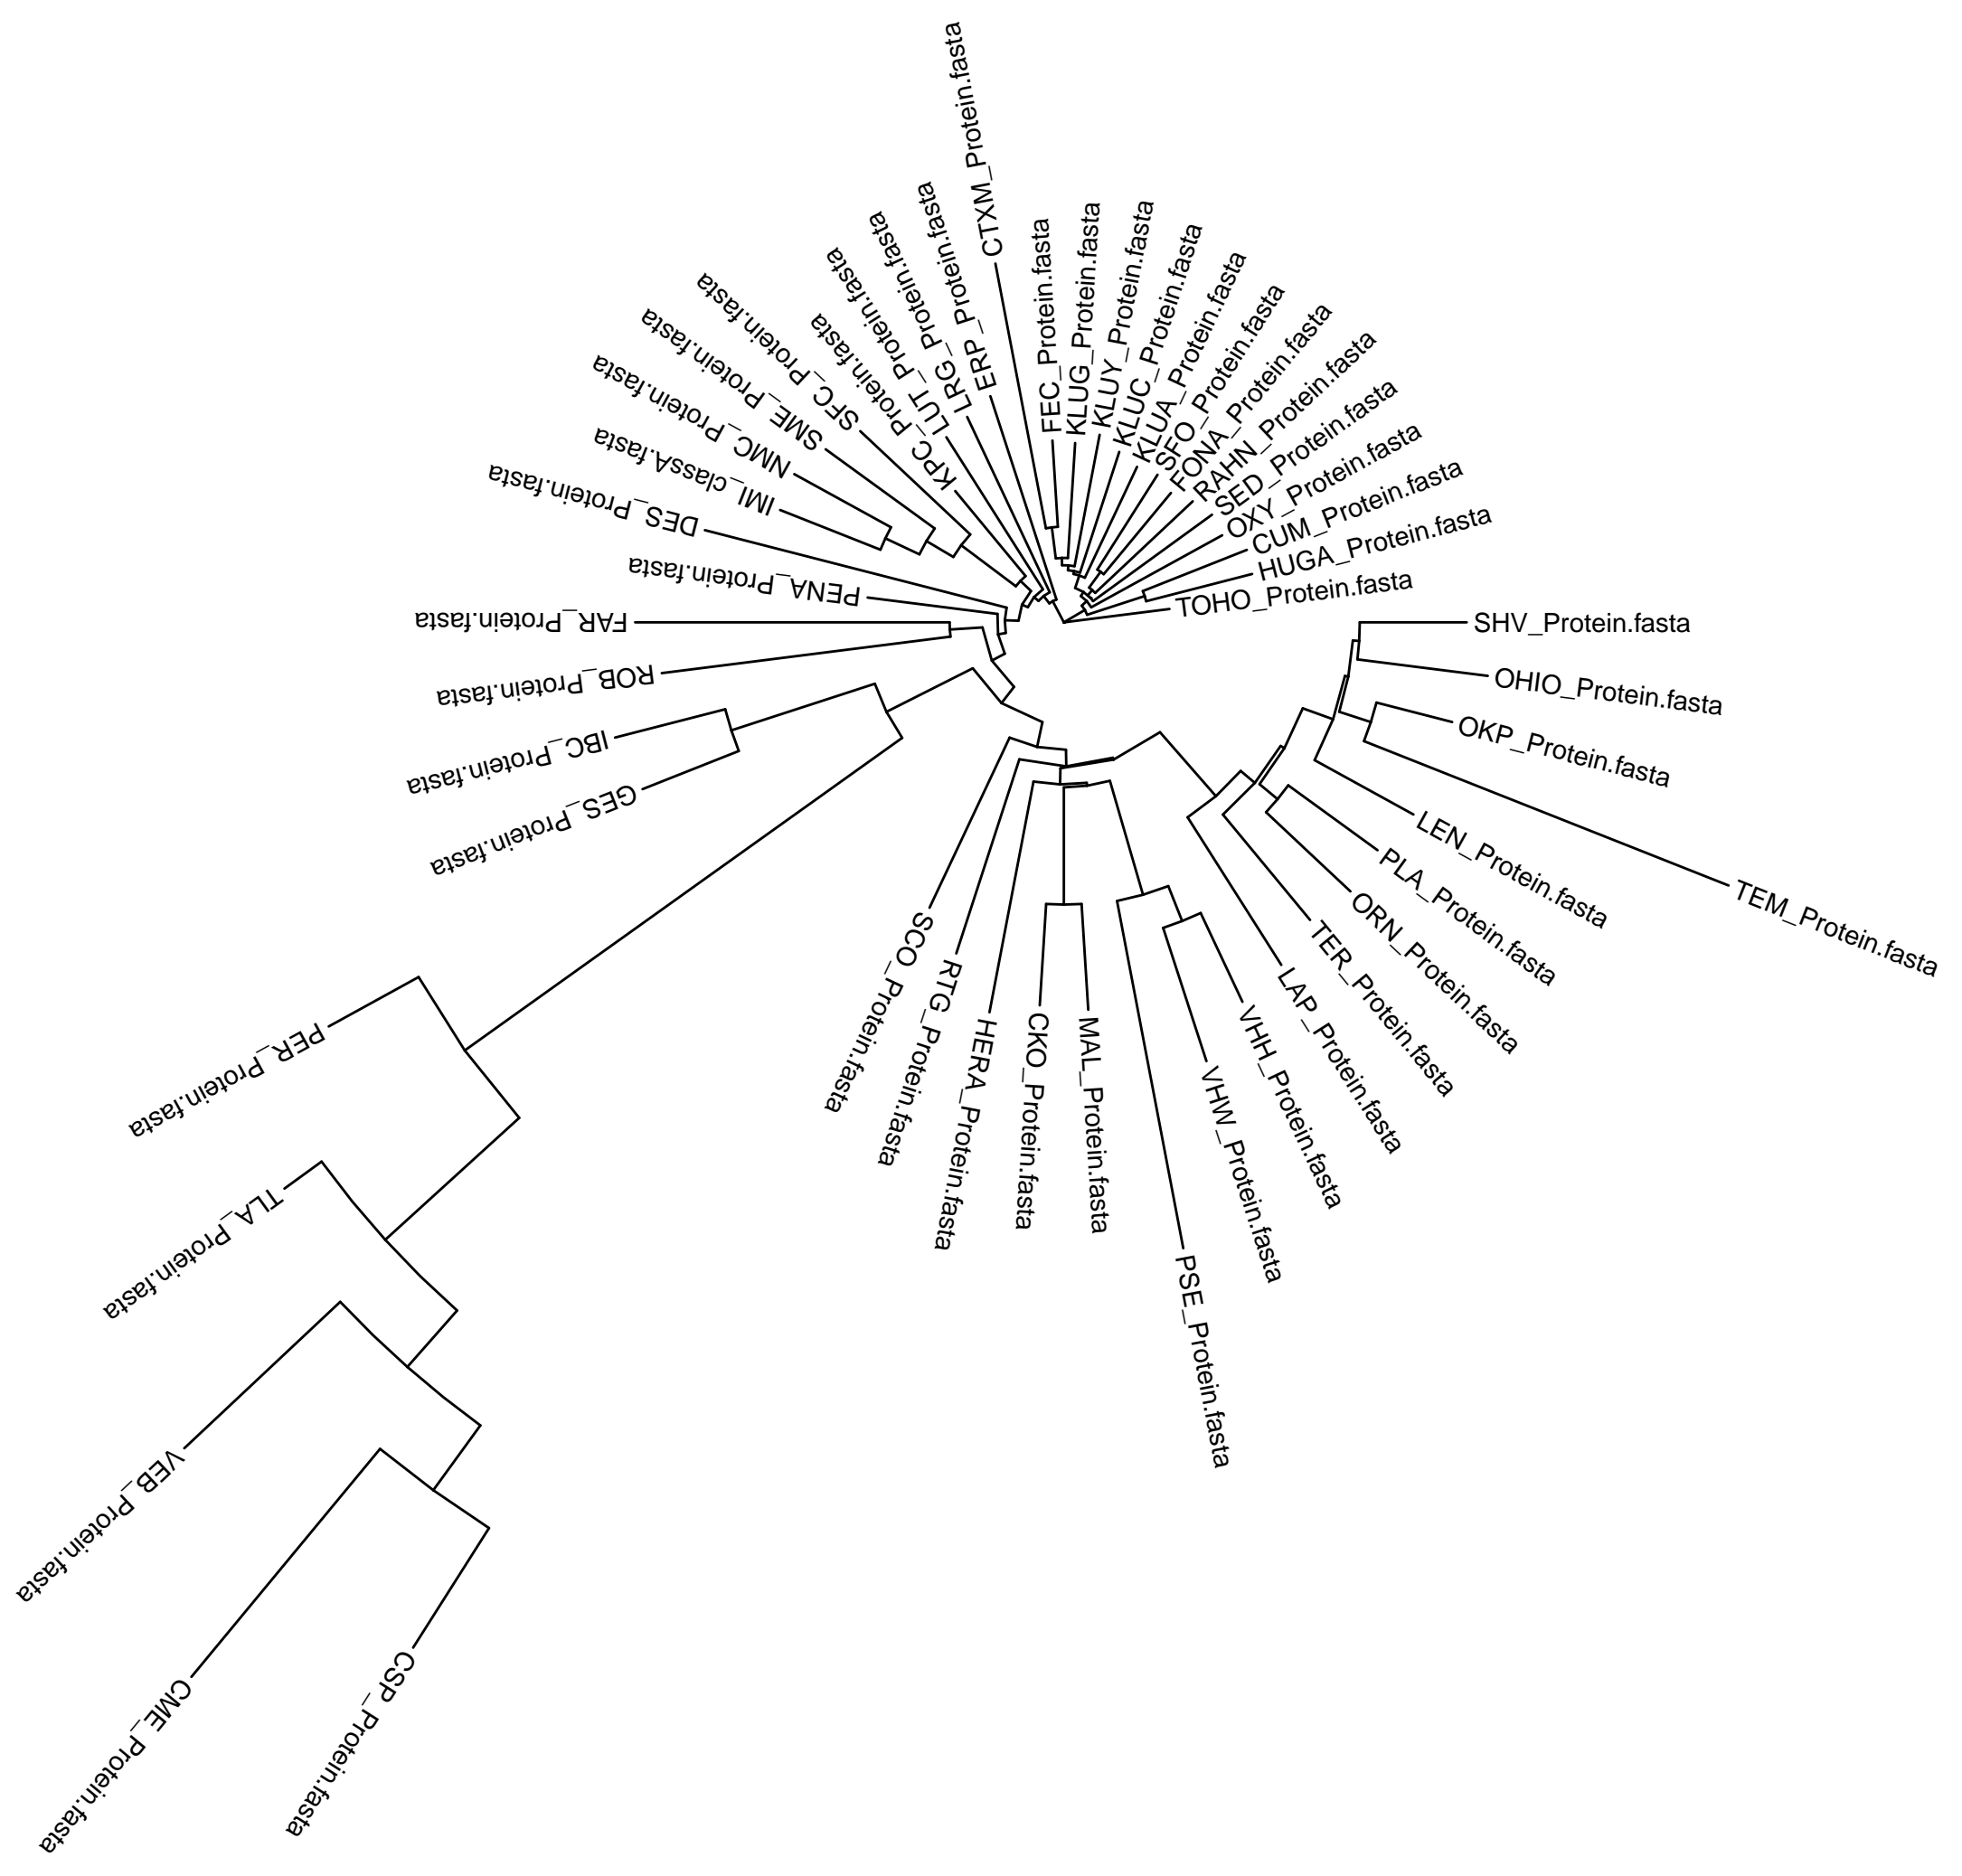 CTXM_Protein.fasta
FEC_Protein.fasta
KLUG_Protein.fasta
KLUY_Protein.fasta
KLUC_Protein.fasta
KLUA_Protein.fasta
SFO_Protein.fasta
FONA_Protein.fasta
RAHN_Protein.fasta
SED_Protein.fasta
OXY_Protein.fasta
CUM_Protein.fasta
HUGA_Protein.fasta
TOHO_Protein.fasta
SHV_Protein.fasta
OHIO_Protein.fasta
OKP_Protein.fasta
TEM_Protein.fasta
LEN_Protein.fasta
PLA_Protein.fasta
ORN_Protein.fasta
TER_Protein.fasta
LAP_Protein.fasta
VHH_Protein.fasta
VHW_Protein.fasta
PSE_Protein.fasta
MAL_Protein.fasta
CKO_Protein.fasta
HERA_Protein.fasta
RTG_Protein.fasta
SCO_Protein.fasta
CSP_Protein.fasta
CME_Protein.fasta
VEB_Protein.fasta
TLA_Protein.fasta
PER_Protein.fasta
GES_Protein.fasta
IBC_Protein.fasta
ROB_Protein.fasta
FAR_Protein.fasta
PENA_Protein.fasta
DES_Protein.fasta
IMI_classA.fasta
NMC_Protein.fasta
SME_Protein.fasta
SFC_Protein.fasta
KPC_Protein.fasta
LUT_Protein.fasta
LRG_Protein.fasta
ERP_Protein.fasta